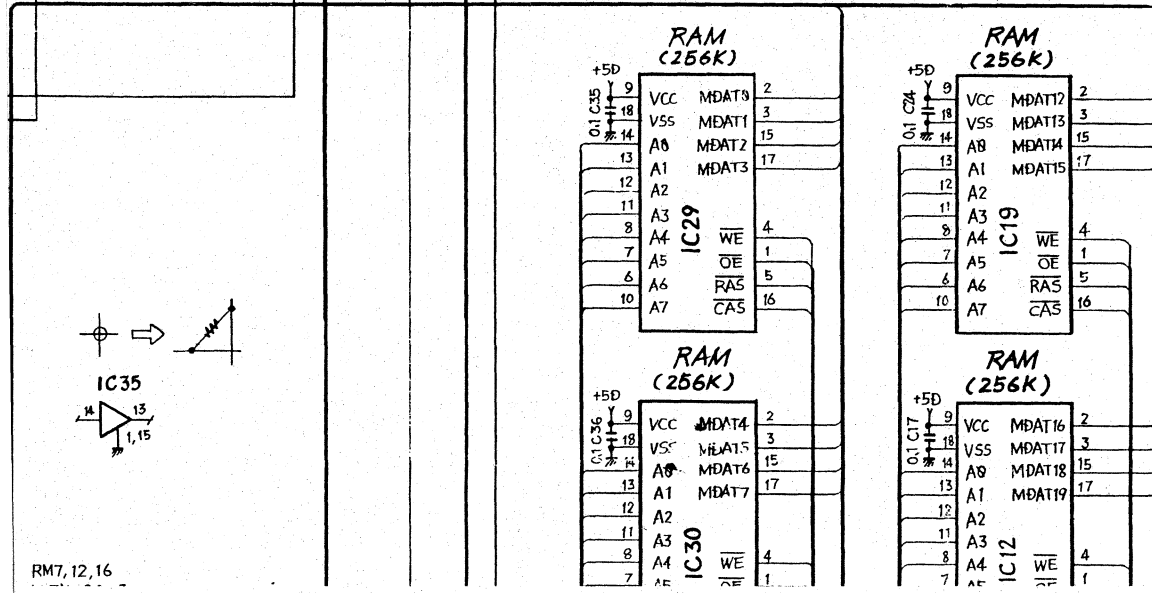 RAM
(256K)
+5D
0.1 C35
9 VCC MDAT0 2
18 VSS MDAT1 3
14 A0 MDAT2 15
13 A1 MDAT3 17
12 A2
11 A3
8 A4 WE 4
7 A5 OE 1
6 A6 RAS 5
10 A7 CAS 16
IC29
RAM
(256K)
+5D
0.1 C24
9 VCC MDAT12 2
18 VSS MDAT13 3
14 A0 MDAT14 15
13 A1 MDAT15 17
12 A2
11 A3
8 A4 WE 4
7 A5 OE 1
6 A6 RAS 5
10 A7 CAS 16
IC19
IC35
14 13
1,15
RAM
(256K)
+5D
0.1 C36
9 VCC MDAT4 2
18 VSS MDAT5 3
14 A0 MDAT6 15
13 A1 MDAT7 17
12 A2
11 A3
8 A4 WE 4
7 A5 OE 1
IC30
RAM
(256K)
+5D
0.1 C17
9 VCC MDAT16 2
18 VSS MDAT17 3
14 A0 MDAT18 15
13 A1 MDAT19 17
12 A2
11 A3
8 A4 WE 4
7 A5 OE 1
IC12
RM7,12,16